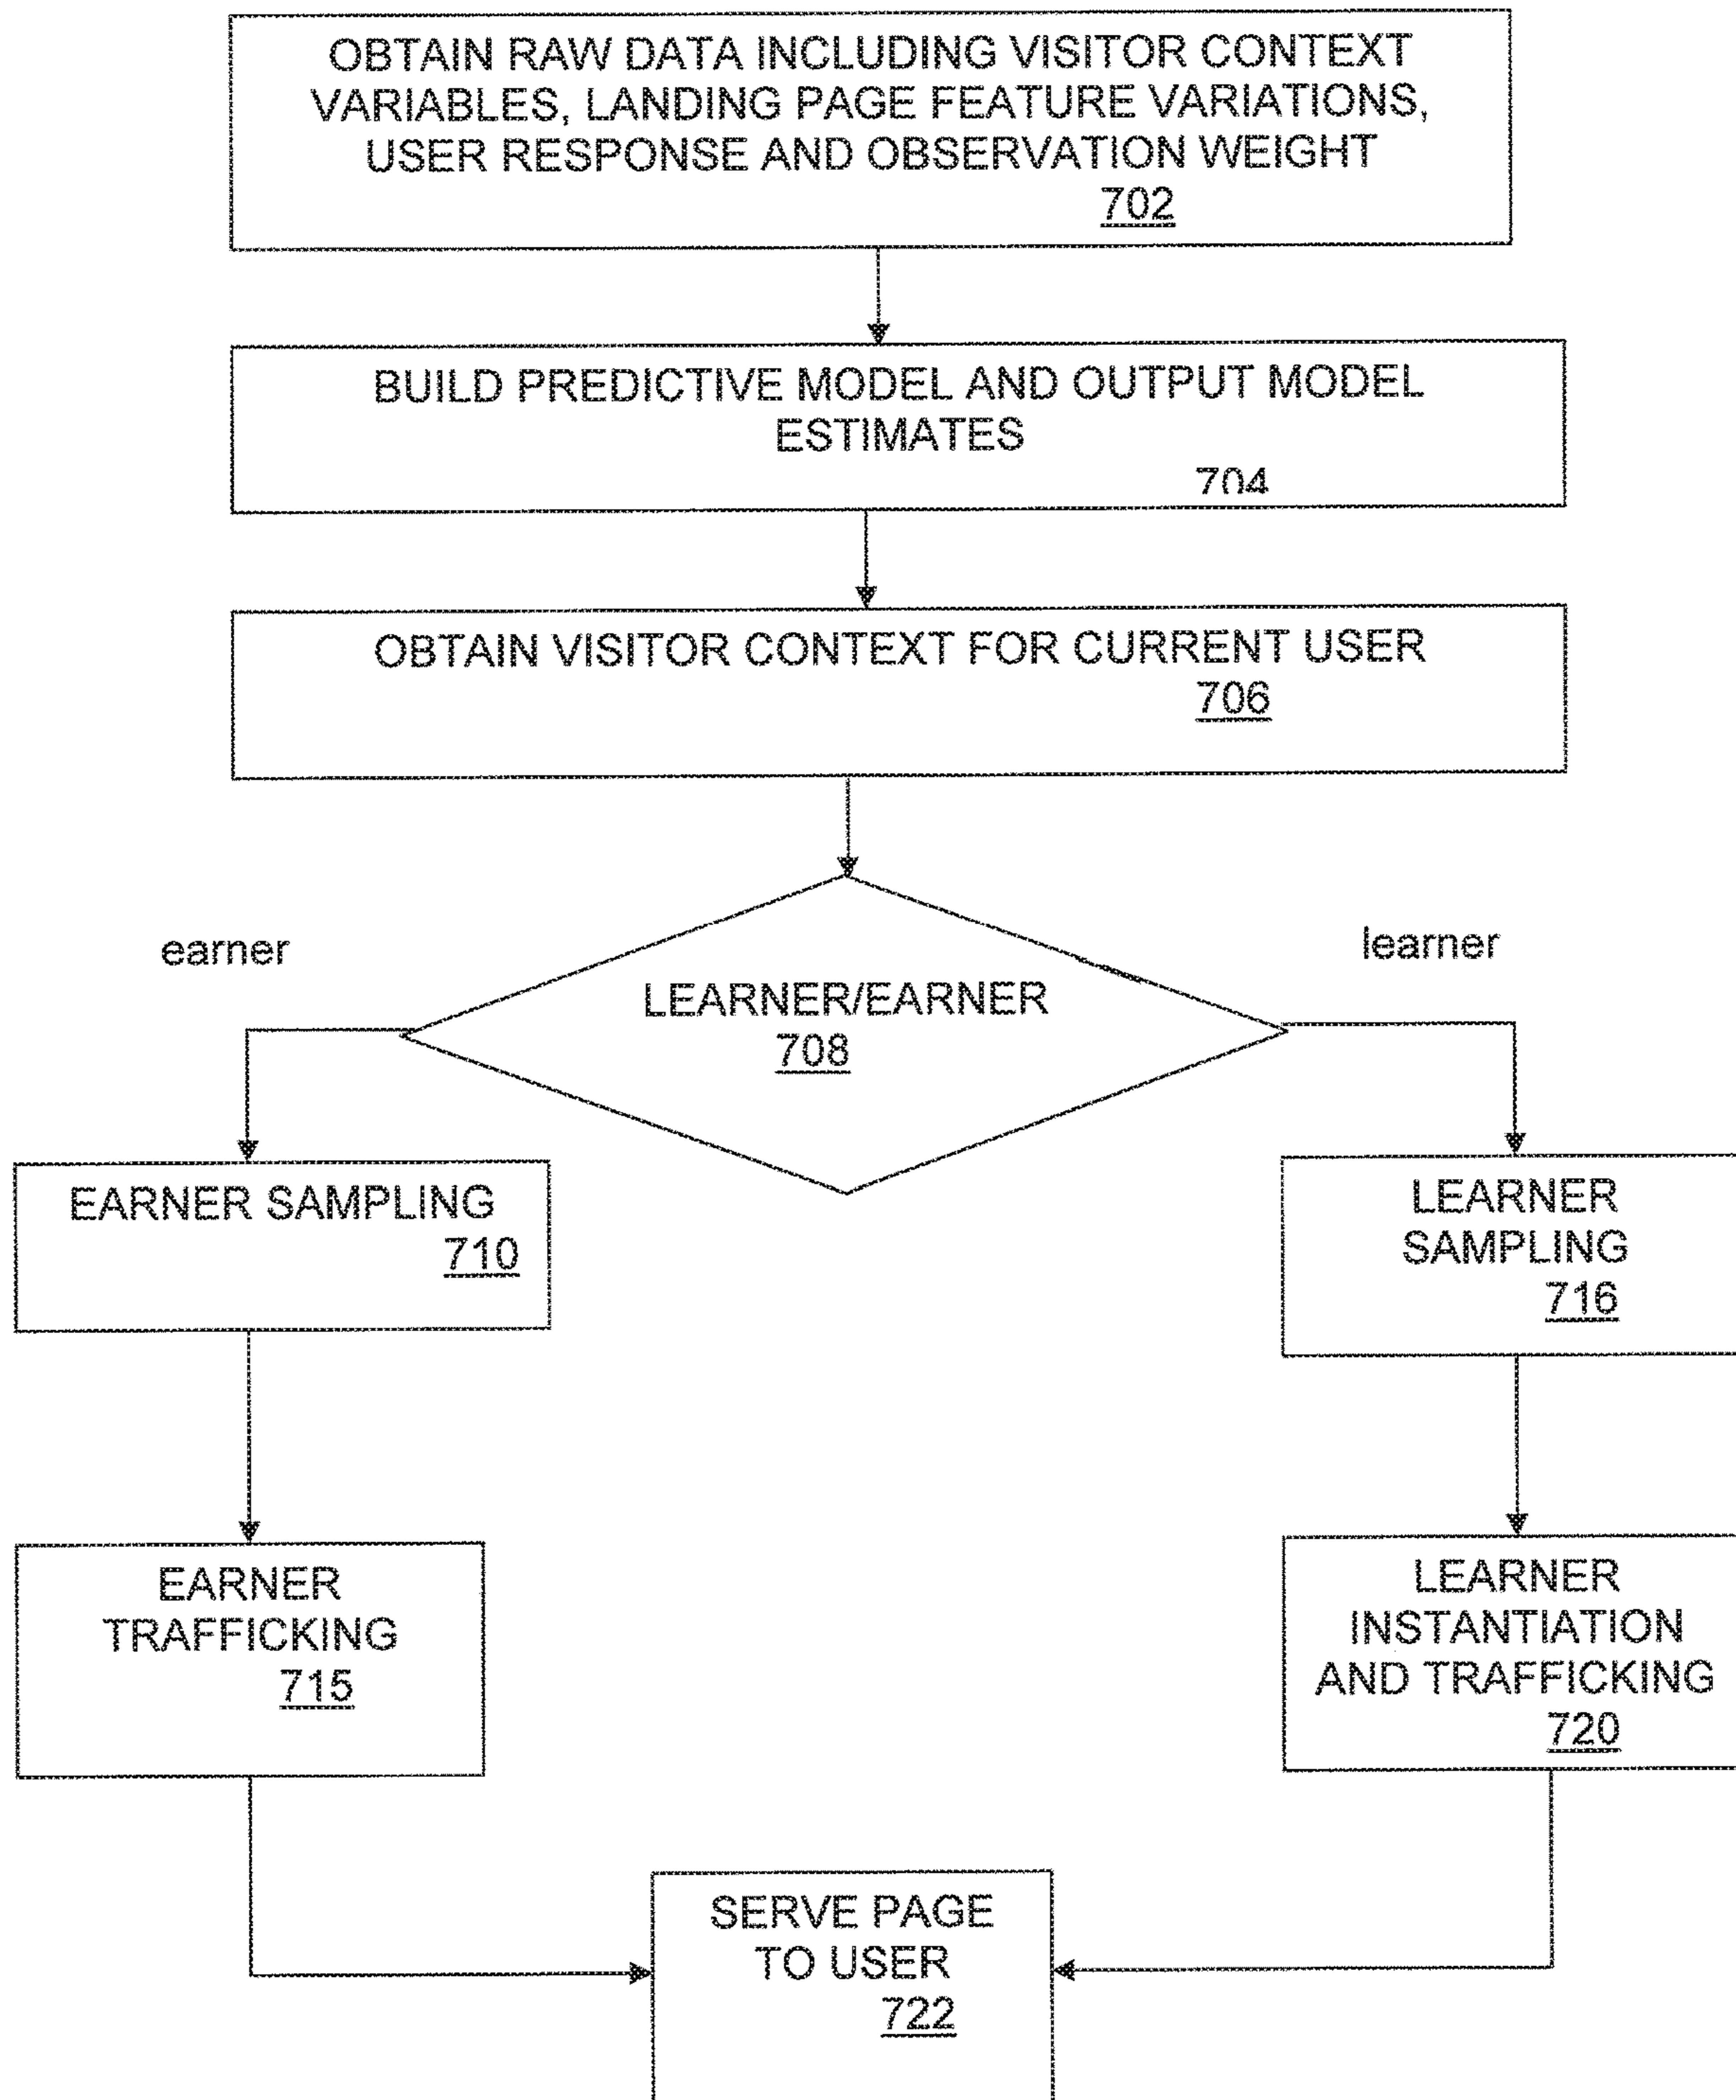 OBTAIN RAW DATA INCLUDING VISITOR CONTEXT
VARIABLES, LANDING PAGE FEATURE VARIATIONS,
USER RESPONSE AND OBSERVATION WEIGHT
702
BUILD PREDICTIVE MODEL AND OUTPUT MODEL
ESTIMATES
704
OBTAIN VISITOR CONTEXT FOR CURRENT USER
706
earner
learner
LEARNER/EARNER
708
EARNER SAMPLING
710
LEARNER
SAMPLING
716
EARNER
TRAFFICKING
715
LEARNER
INSTANTIATION
AND TRAFFICKING
720
SERVE PAGE
TO USER
722